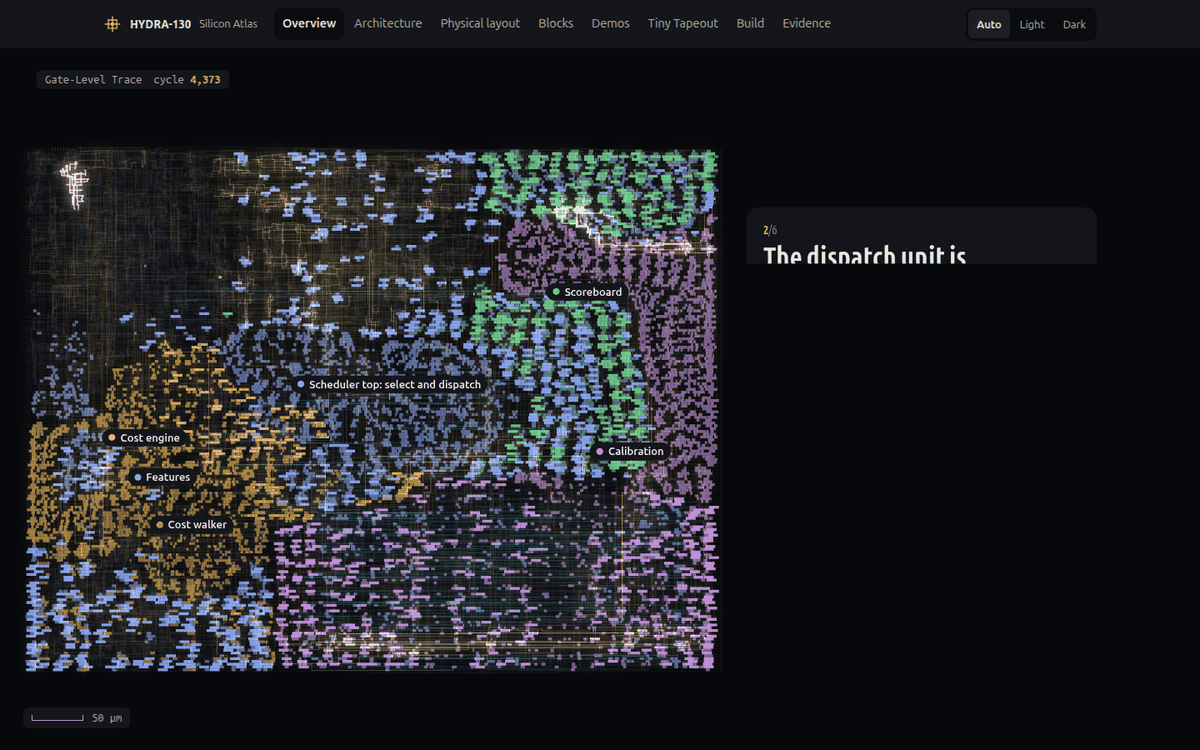 HYDRA-130 Silicon Atlas Overview Architecture Physical layout Blocks Demos Tiny Tapeout Build Evidence Auto Light Dark
Gate-Level Trace cycle 4,373
2/6
The dispatch unit is
Scoreboard
Scheduler top: select and dispatch
Cost engine
Calibration
Features
Cost walker
50 µm